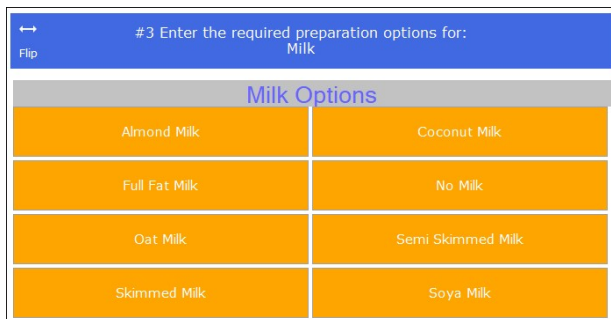 ↔
Flip
#3 Enter the required preparation options for:
Milk
Milk Options
Almond Milk
Coconut Milk
Full Fat Milk
No Milk
Oat Milk
Semi Skimmed Milk
Skimmed Milk
Soya Milk